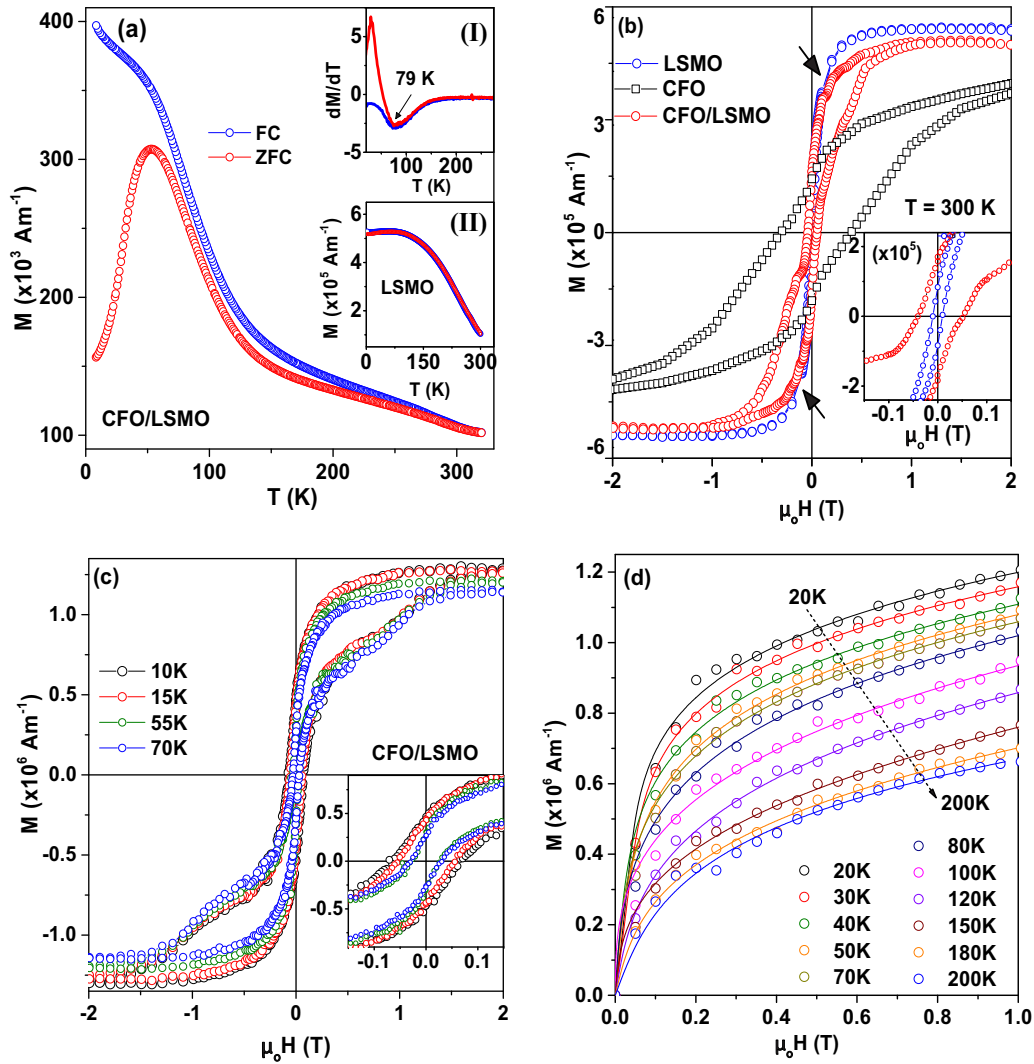 (a)
400
300
200
100
M (x10³ Am⁻¹)
0
100
200
300
T (K)
FC
ZFC
CFO/LSMO
(I)
dM/dT
5
0
-5
79 K
100
200
T (K)
(II)
M (x10⁵ Am⁻¹)
6
4
2
0
LSMO
0
150
300
T (K)
(b)
6
3
0
-3
-6
M (x10⁵ Am⁻¹)
LSMO
CFO
CFO/LSMO
T = 300 K
(x10⁵)
2
0
-2
-0.1
0.0
0.1
μₒH (T)
-2
-1
0
1
2
μₒH (T)
(c)
1.0
0.5
0.0
-0.5
-1.0
M (x10⁶ Am⁻¹)
10K
15K
55K
70K
CFO/LSMO
0.5
0.0
-0.5
-0.1
0.0
0.1
-2
-1
0
1
2
μₒH (T)
(d)
1.2
1.0
0.8
0.6
0.4
0.2
0.0
M (x10⁶ Am⁻¹)
20K
200K
20K
30K
40K
50K
70K
80K
100K
120K
150K
180K
200K
0.0
0.2
0.4
0.6
0.8
1.0
μₒH (T)